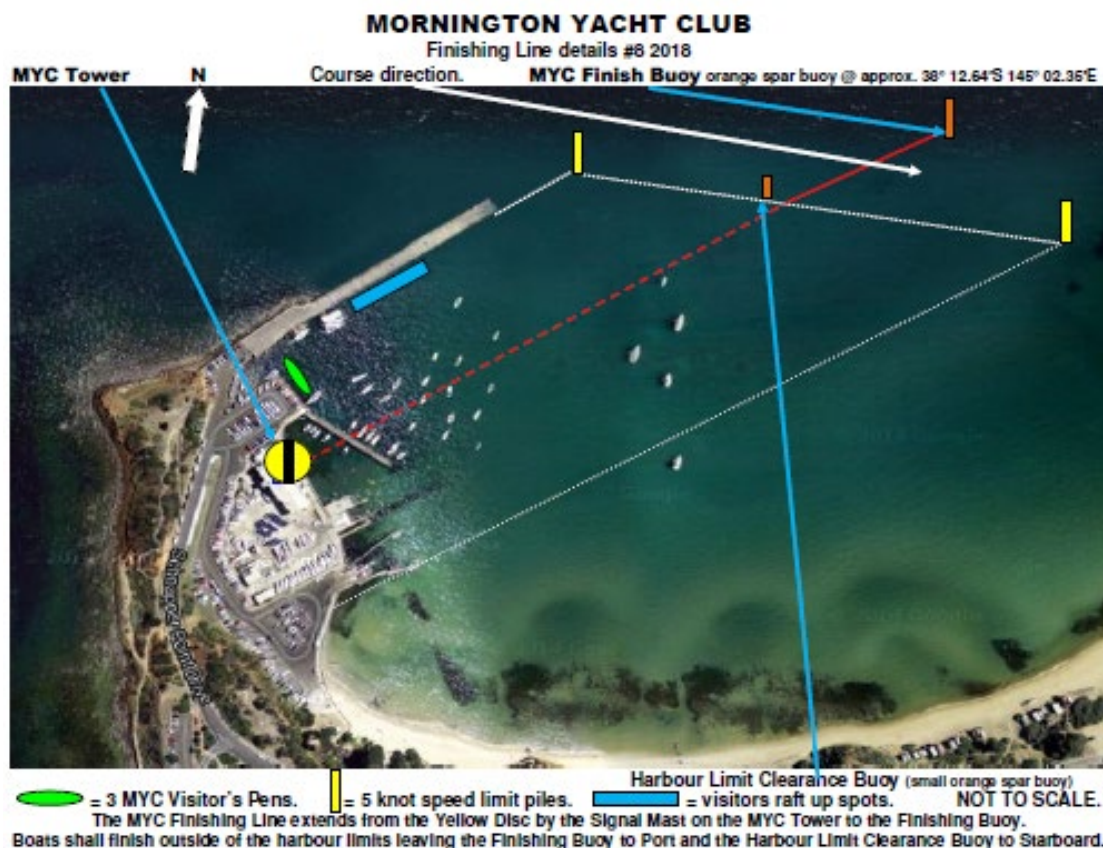 MORNINGTON YACHT CLUB
Finishing Line details #6 2018
MYC Tower N Course direction. MYC Finish Buoy orange spar buoy @ approx. 38° 12.64'S 145° 02.35'E
Harbour Limit Clearance Buoy (small orange spar buoy)
= 3 MYC Visitor's Pens. = 5 knot speed limit piles. = visitors raft up spots. NOT TO SCALE.
The MYC Finishing Line extends from the Yellow Disc by the Signal Mast on the MYC Tower to the Finishing Buoy.
Boats shall finish outside of the harbour limits leaving the Finishing Buoy to Port and the Harbour Limit Clearance Buoy to Starboard.